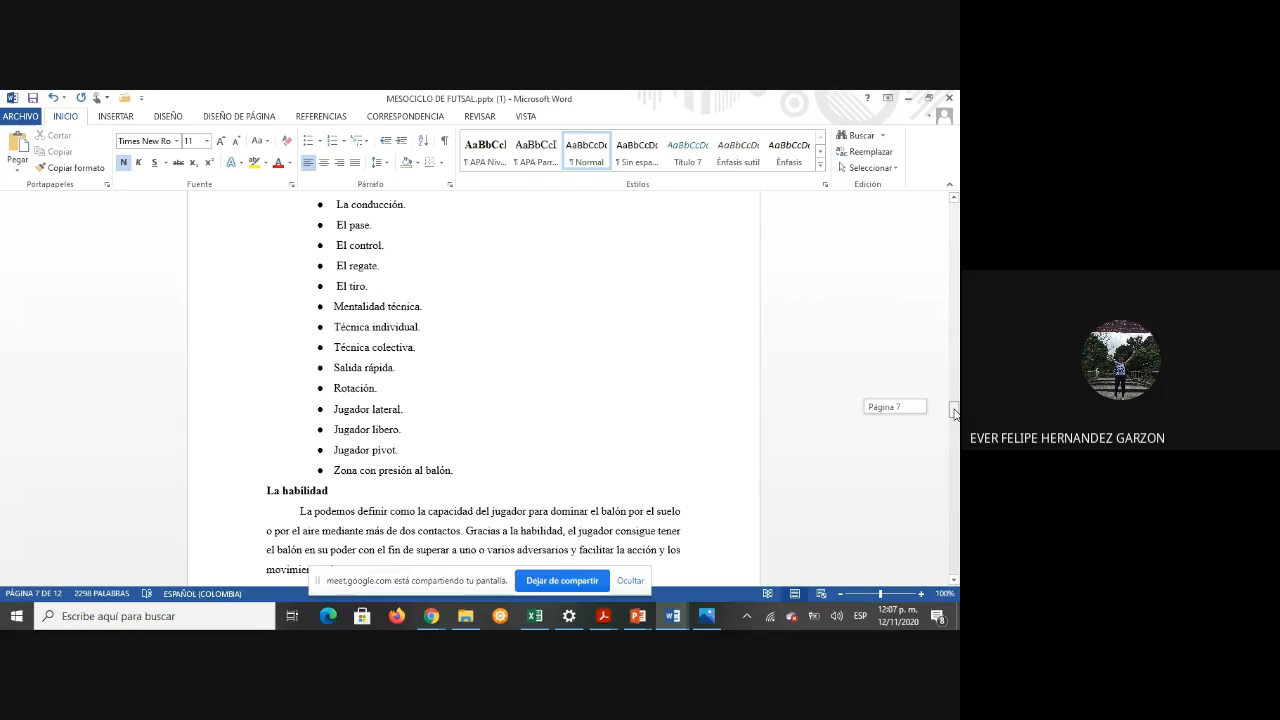 MESOCICLO DE FUTSAL.pptx (1) - Microsoft Word
ARCHIVO INICIO INSERTAR DISEÑO DISEÑO DE PÁGINA REFERENCIAS CORRESPONDENCIA REVISAR VISTA
Pegar
Cortar
Copiar
Copiar formato
Portapapeles
Times New Ro 11
N K S abc x₂ x²
Fuente
Párrafo
AaBbCcl AaBbCcI AaBbCcDc AaBbCcDc AaBbCcDc AaBbCcDc AaBbCcDc
¶ APA Niv... ¶ APA Parr... ¶ Normal ¶ Sin espa... Título 7 Énfasis sutil Énfasis
Estilos
Buscar
Reemplazar
Seleccionar
Edición
● La conducción.
● El pase.
● El control.
● El regate.
● El tiro.
● Mentalidad técnica.
● Técnica individual.
● Técnica colectiva.
● Salida rápida.
● Rotación.
● Jugador lateral.
● Jugador líbero.
● Jugador pívot.
● Zona con presión al balón.
Página 7
La habilidad
La podemos definir como la capacidad del jugador para dominar el balón por el suelo
o por el aire mediante más de dos contactos. Gracias a la habilidad, el jugador consigue tener
el balón en su poder con el fin de superar a uno o varios adversarios y facilitar la acción y los
meet.google.com está compartiendo tu pantalla. Dejar de compartir Ocultar
PÁGINA 7 DE 12 2298 PALABRAS ESPAÑOL (COLOMBIA) 100%
Escribe aquí para buscar
ESP
12:07 p. m.
12/11/2020
8
EVER FELIPE HERNANDEZ GARZON